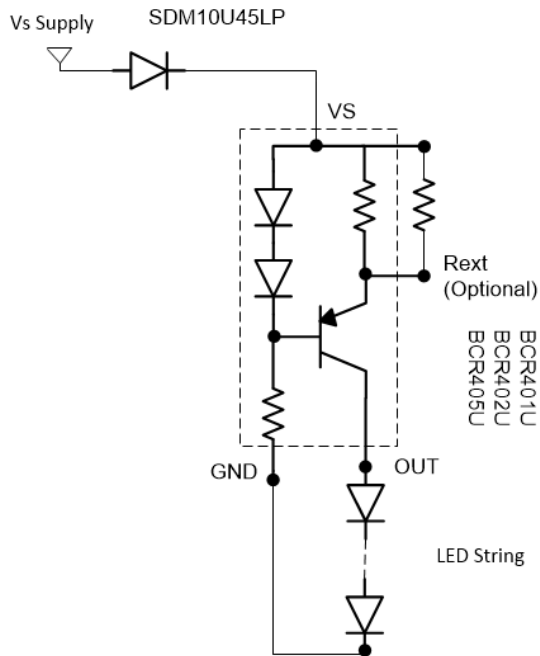 SDM10U45LP
Vs Supply
VS
Rext
(Optional)
BCR401U
BCR402U
BCR405U
GND
OUT
LED String